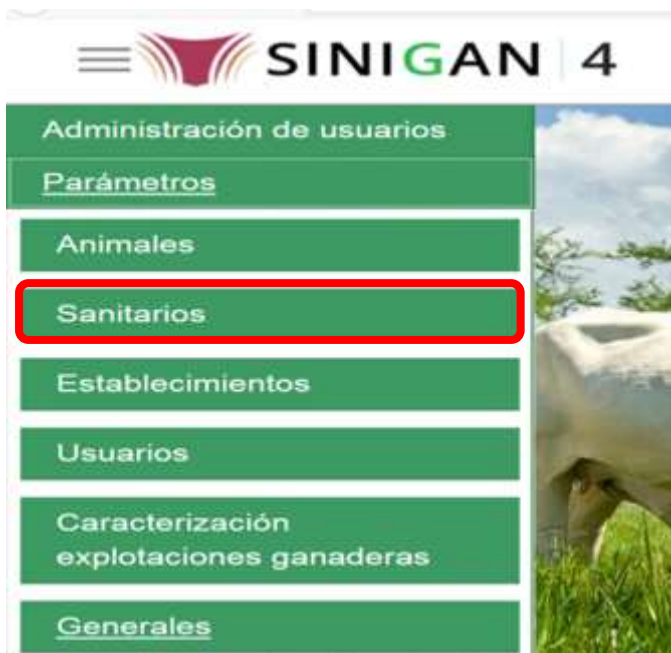 SINIGAN 4
Administración de usuarios
Parámetros
Animales
Sanitarios
Establecimientos
Usuarios
Caracterización
explotaciones ganaderas
Generales